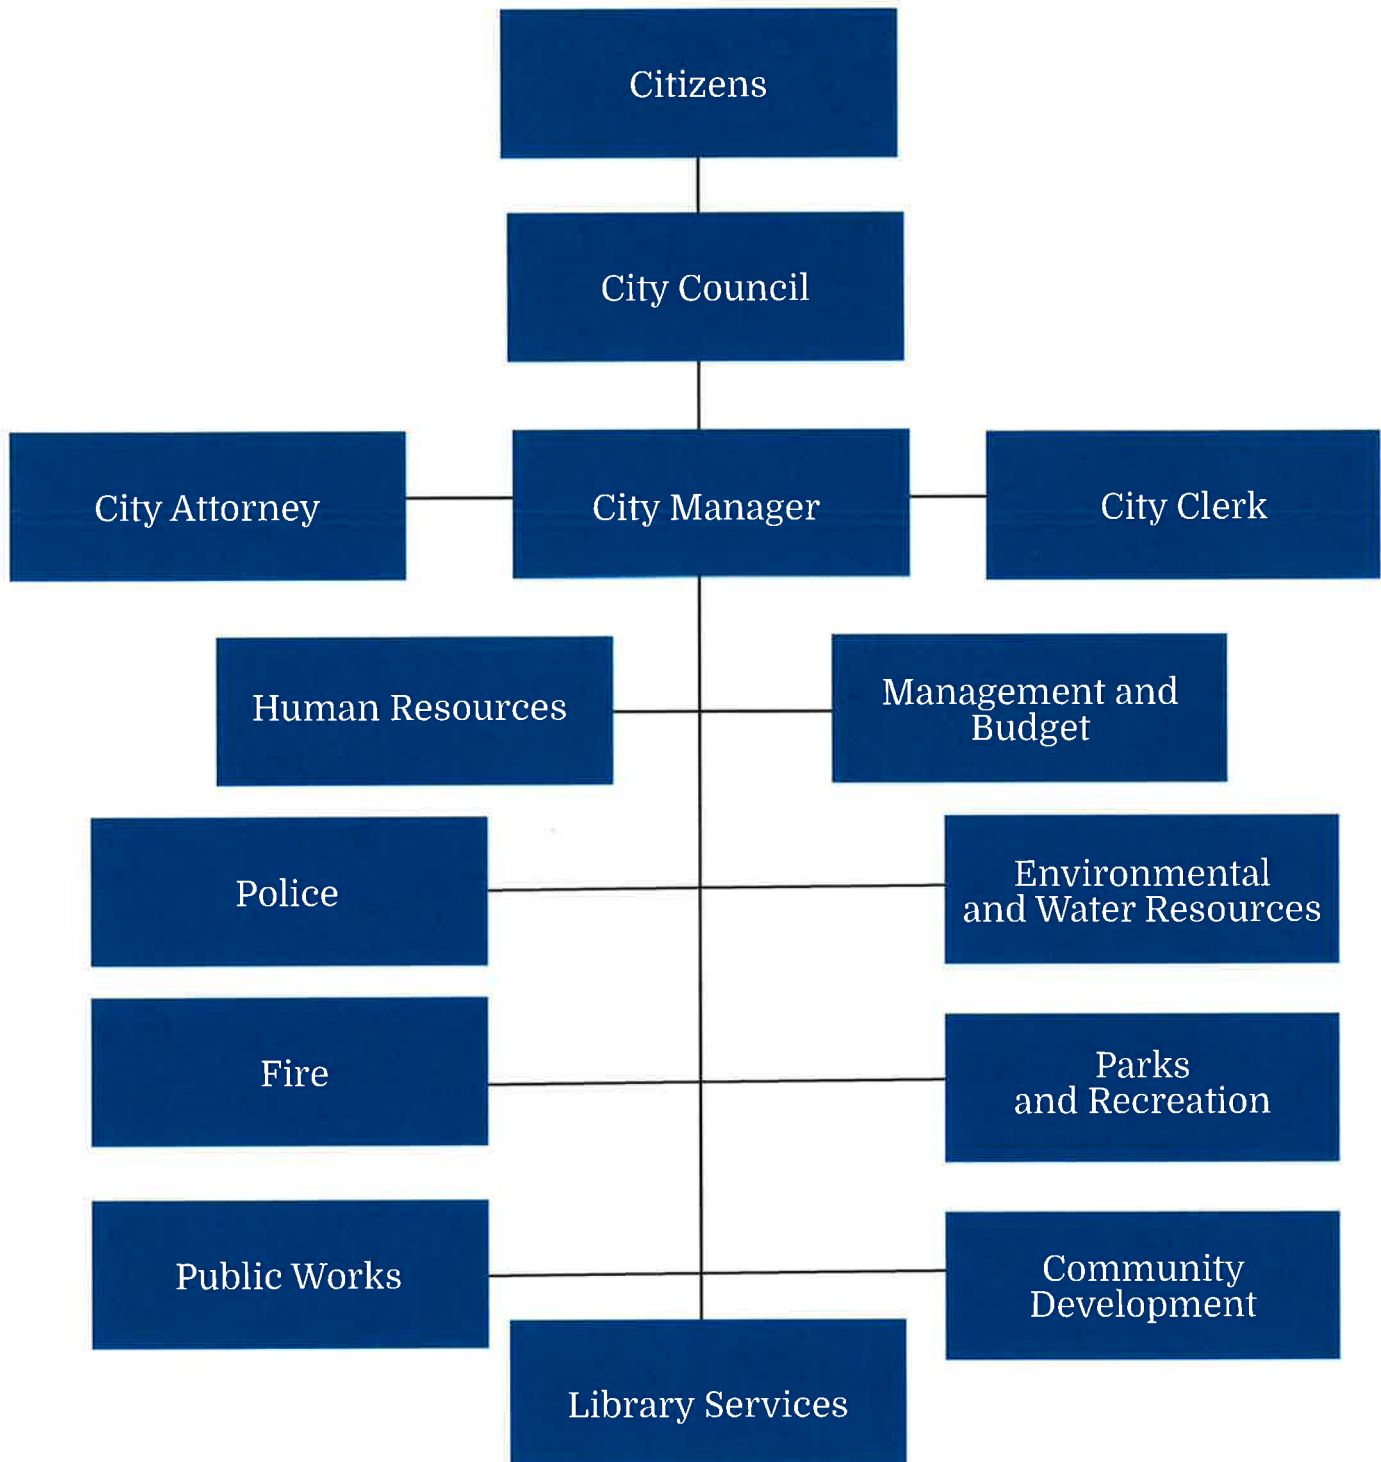 Citizens
City Council
City Attorney
City Manager
City Clerk
Human Resources
Management and
Budget
Police
Environmental
and Water Resources
Fire
Parks
and Recreation
Public Works
Community
Development
Library Services